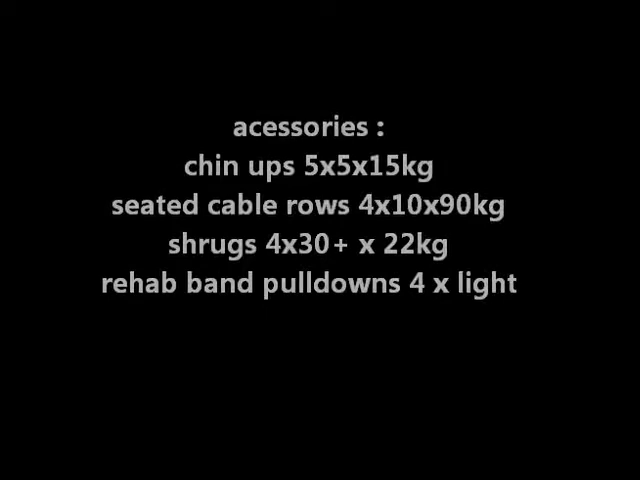 acessories :
chin ups 5x5x15kg
seated cable rows 4x10x90kg
shrugs 4x30+ x 22kg
rehab band pulldowns 4 x light